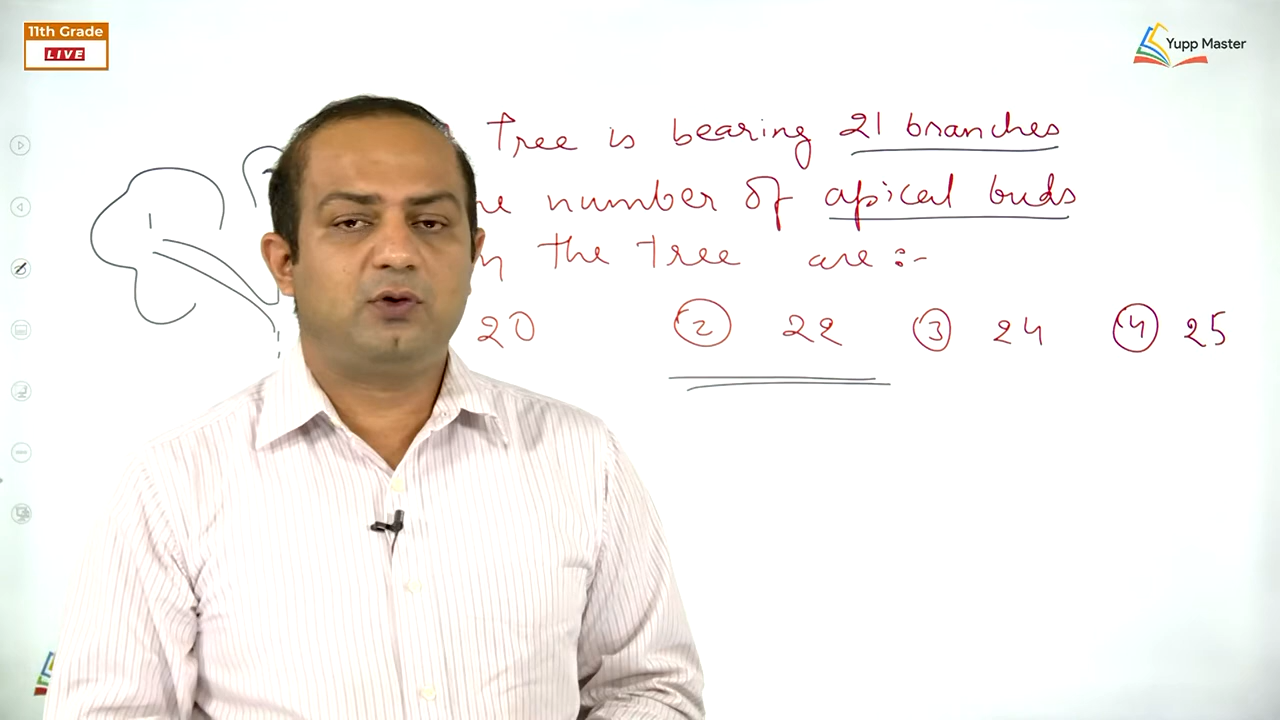 11th Grade
LIVE
Yupp Master
Tree is bearing 21 branches
number of apical buds
the Tree are :-
20 (2) 22 (3) 24 (4) 25